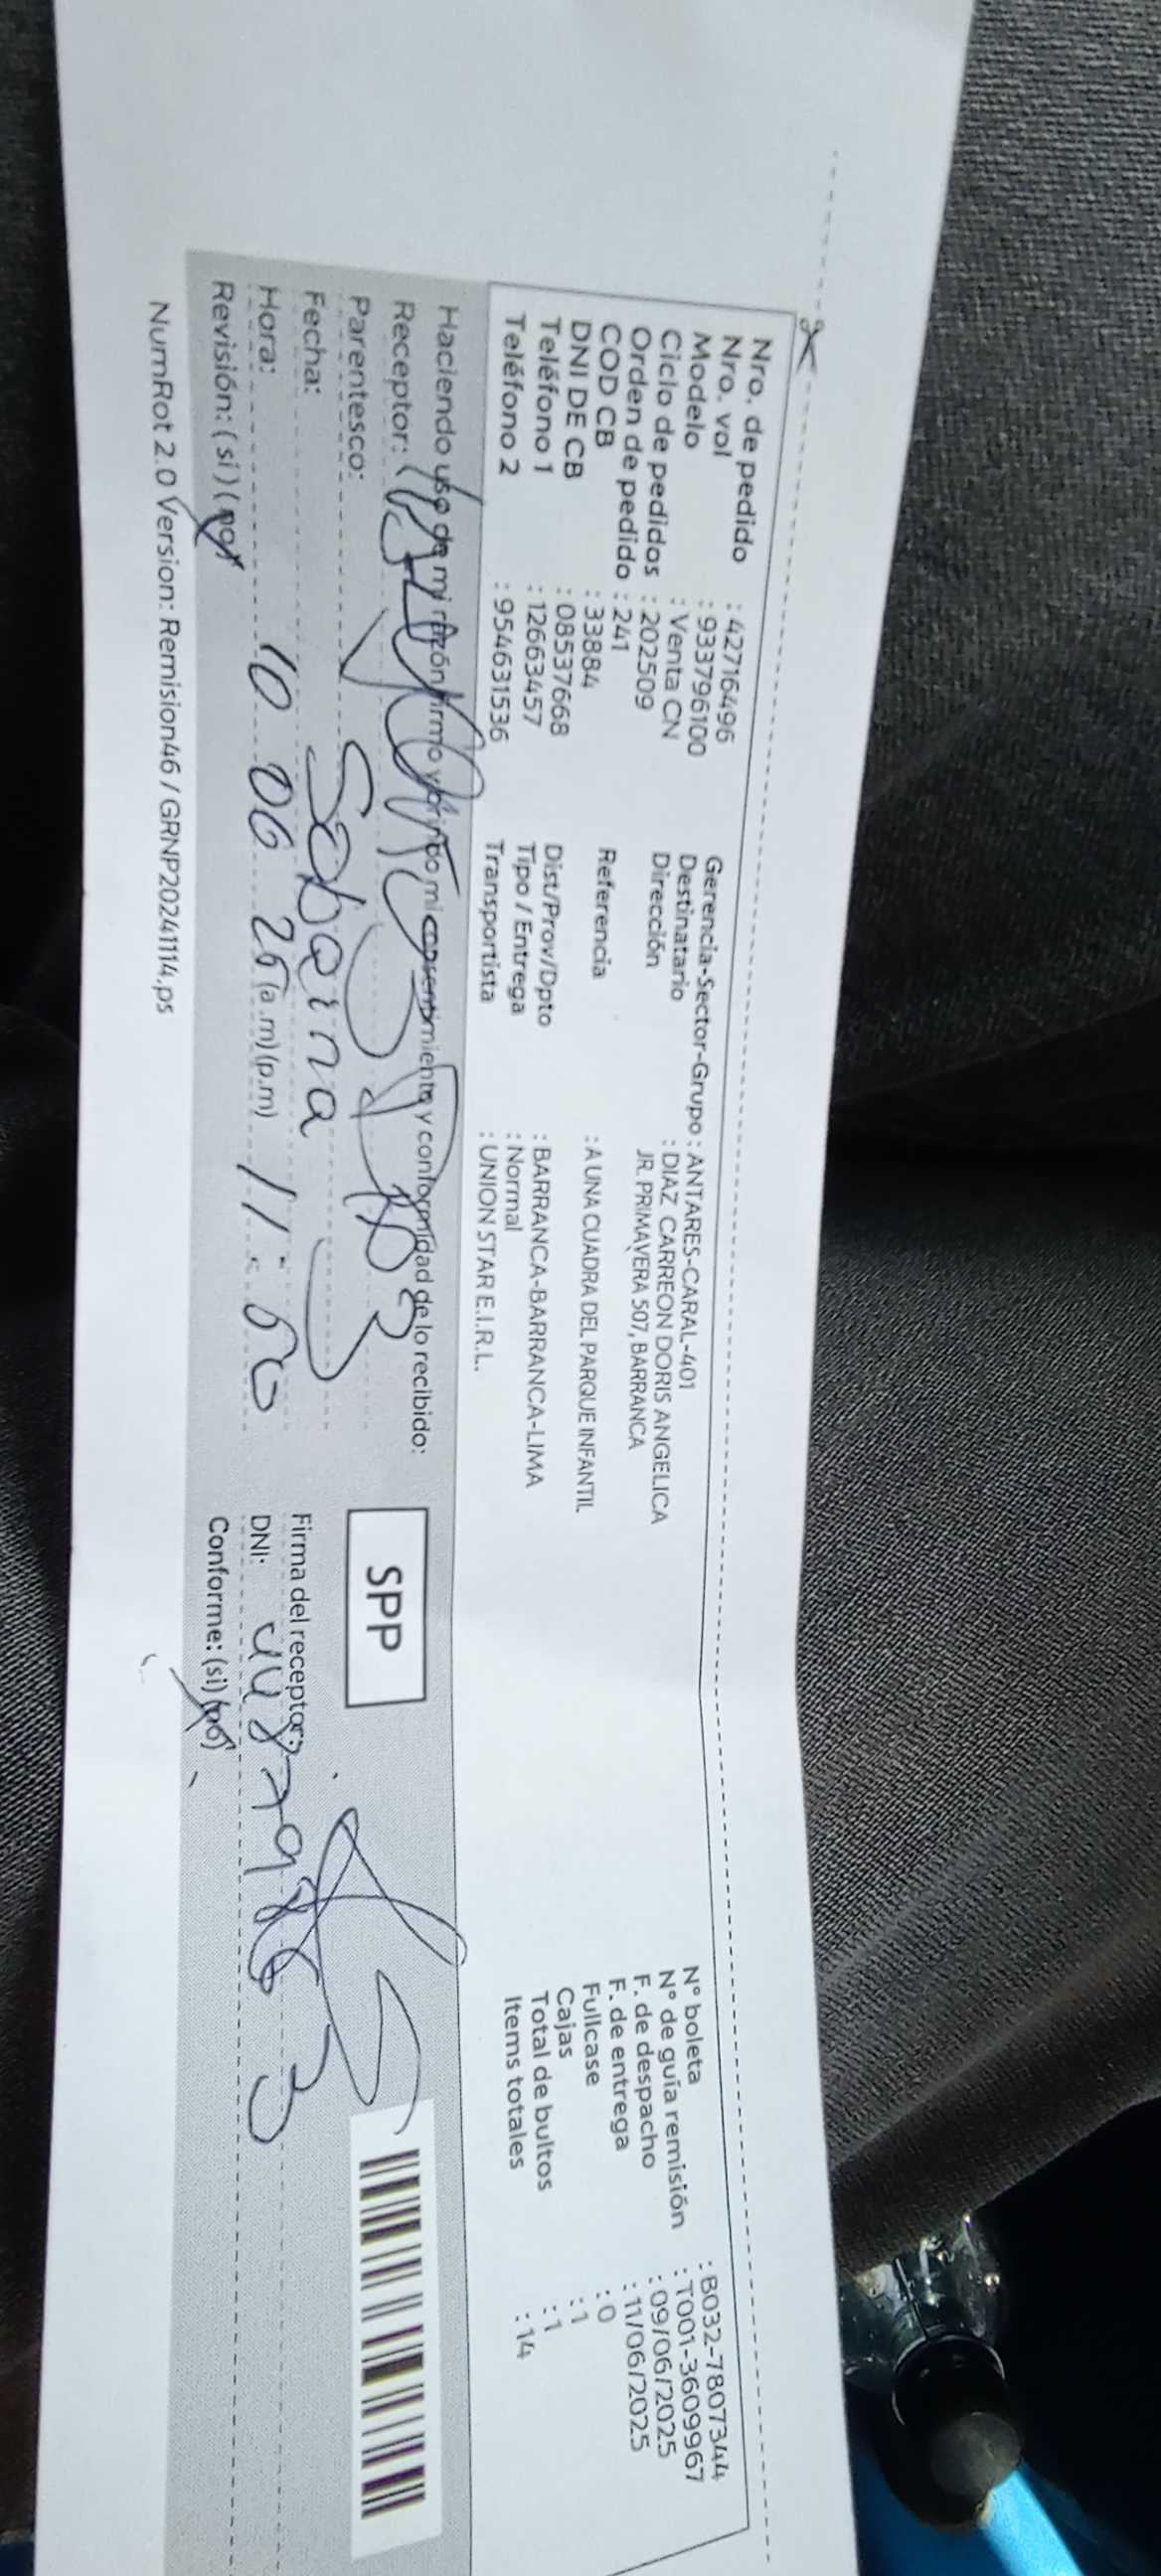 Nro. de pedido : 42716496
Nro. vol : 933796100
Modelo : Venta CN
Ciclo de pedidos : 202509
Orden de pedido : 241
COD CB : 33884
DNI DE CB : 08537668
Teléfono 1 : 12663457
Teléfono 2 : 954631536
Gerencia-Sector-Grupo : ANTARES-CARAL-401
Destinatario : DIAZ CARREON DORIS ANGELICA
Dirección JR. PRIMAVERA 507, BARRANCA
Referencia : A UNA CUADRA DEL PARQUE INFANTIL
Dist/Prov/Dpto : BARRANCA-BARRANCA-LIMA
Tipo / Entrega : Normal
Transportista : UNION STAR E.I.R.L.
N° boleta : B032-7807344
N° de guía remisión : T001-3609967
F. de despacho : 09/06/2025
F. de entrega : 11/06/2025
Fullcase : 0
Cajas : 1
Total de bultos : 1
Items totales : 14
Haciendo uso de mi razón firmo y brindo mi consentimiento y conformidad de lo recibido:
Receptor:
Parentesco: Sobrina
Fecha:
Hora: 10 06 25 (a.m) (p.m) 11:50
Revisión: (si) (no)
SPP
Firma del receptor:
DNI:
Conforme: (si) (no)
NumRot 2.0 Version: Remision46 / GRNP20241114.ps